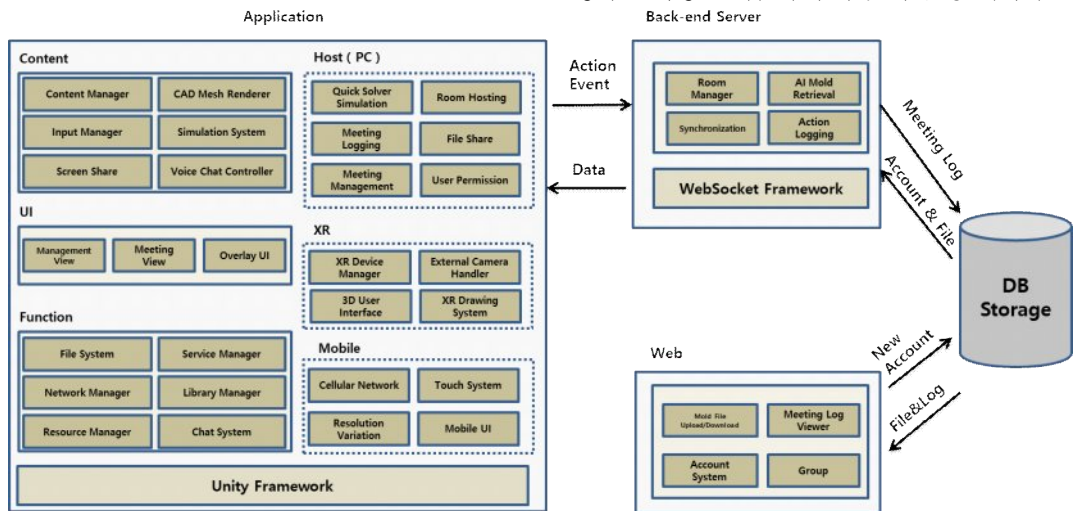 Application
Back-end Server
Content
Content Manager
CAD Mesh Renderer
Input Manager
Simulation System
Screen Share
Voice Chat Controller
UI
Management
View
Meeting
View
Overlay UI
Function
File System
Service Manager
Network Manager
Library Manager
Resource Manager
Chat System
Host ( PC )
Quick Solver
Simulation
Room Hosting
Meeting
Logging
File Share
Meeting
Management
User Permission
XR
XR Device
Manager
External Camera
Handler
3D User
Interface
XR Drawing
System
Mobile
Cellular Network
Touch System
Resolution
Variation
Mobile UI
Unity Framework
Action
Event
Data
Room
Manager
AI Mold
Retrieval
Synchronization
Action
Logging
WebSocket Framework
Meeting Log
Account & File
DB
Storage
Web
Mold File
Upload/Download
Meeting Log
Viewer
Account
System
Group
New
Account
File&Log